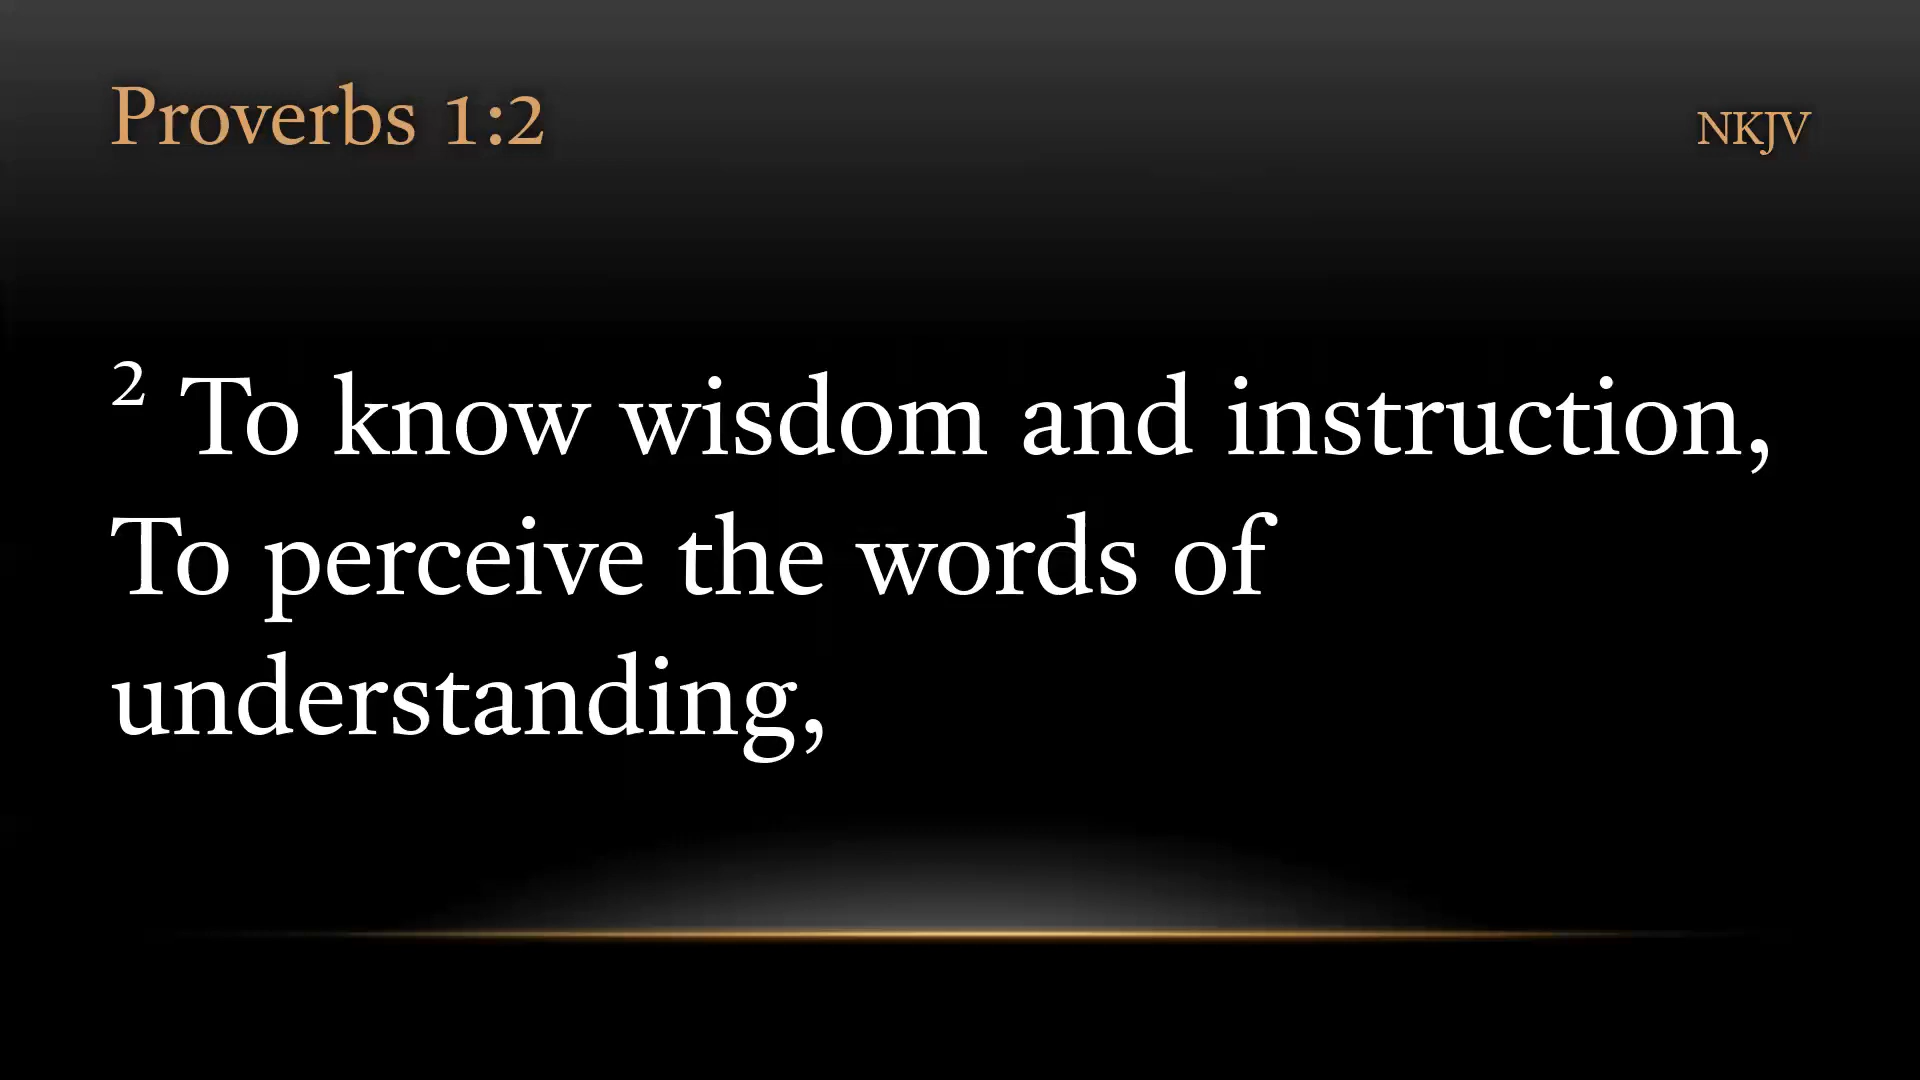 Proverbs 1:2
NKJV
² To know wisdom and instruction,
To perceive the words of
understanding,